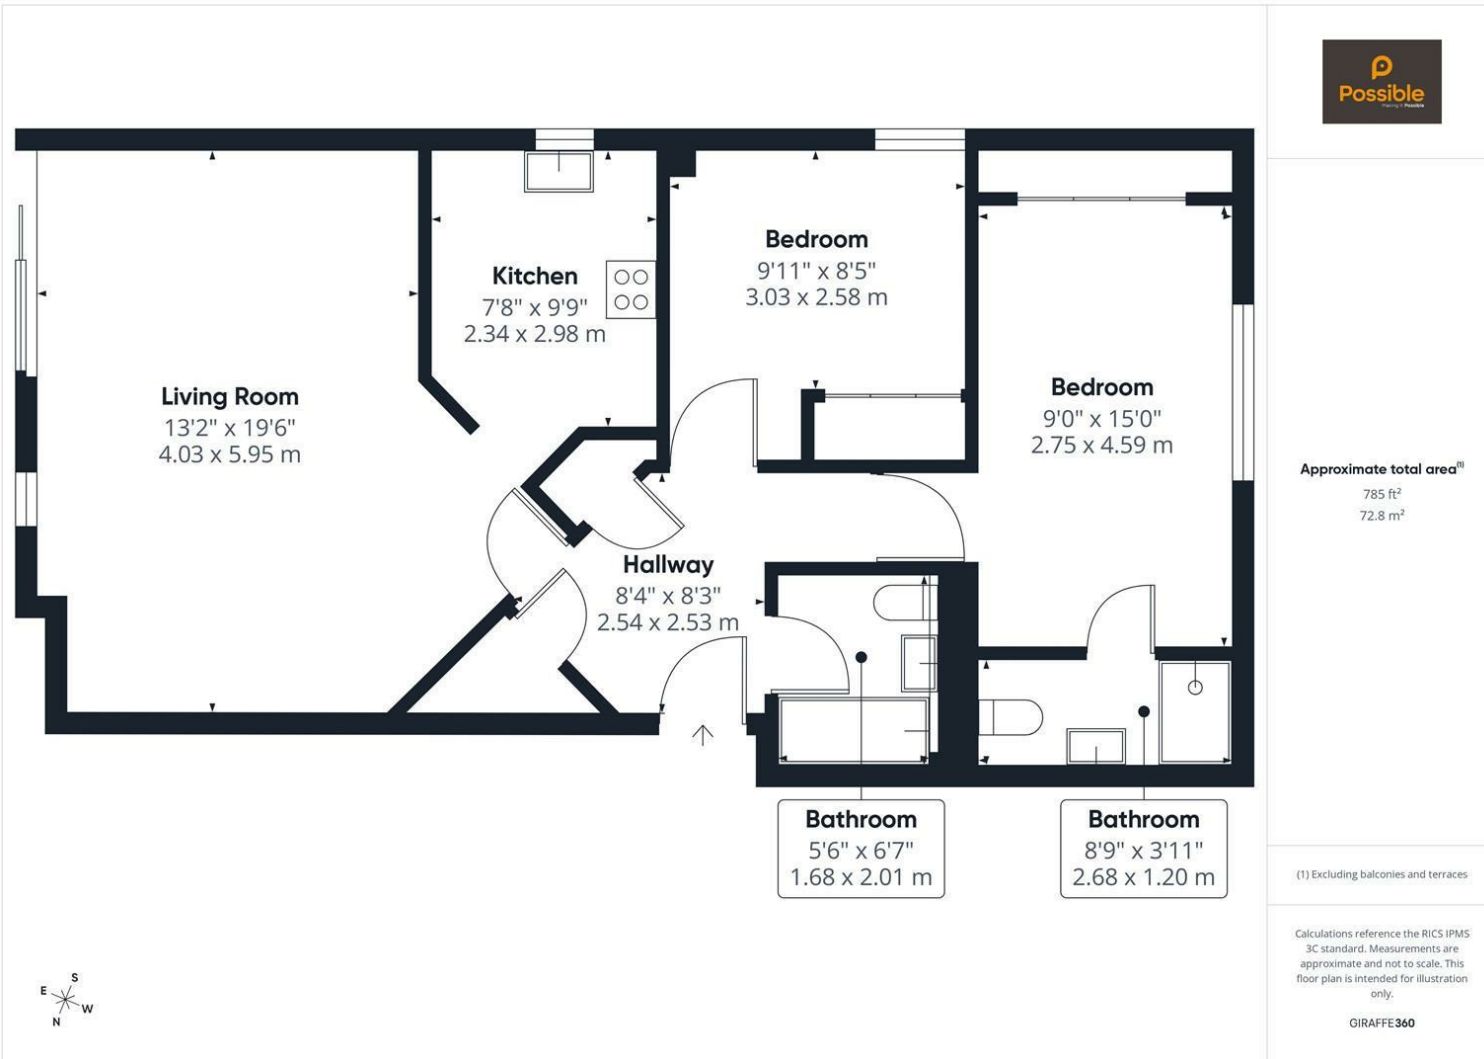 Possible
Making it Possible
Kitchen
7'8" x 9'9"
2.34 x 2.98 m
Bedroom
9'11" x 8'5"
3.03 x 2.58 m
Living Room
13'2" x 19'6"
4.03 x 5.95 m
Bedroom
9'0" x 15'0"
2.75 x 4.59 m
Hallway
8'4" x 8'3"
2.54 x 2.53 m
Bathroom
5'6" x 6'7"
1.68 x 2.01 m
Bathroom
8'9" x 3'11"
2.68 x 1.20 m
S
E
W
N
Approximate total area(1)
785 ft²
72.8 m²
(1) Excluding balconies and terraces
Calculations reference the RICS IPMS
3C standard. Measurements are
approximate and not to scale. This
floor plan is intended for illustration
only.
GIRAFFE360